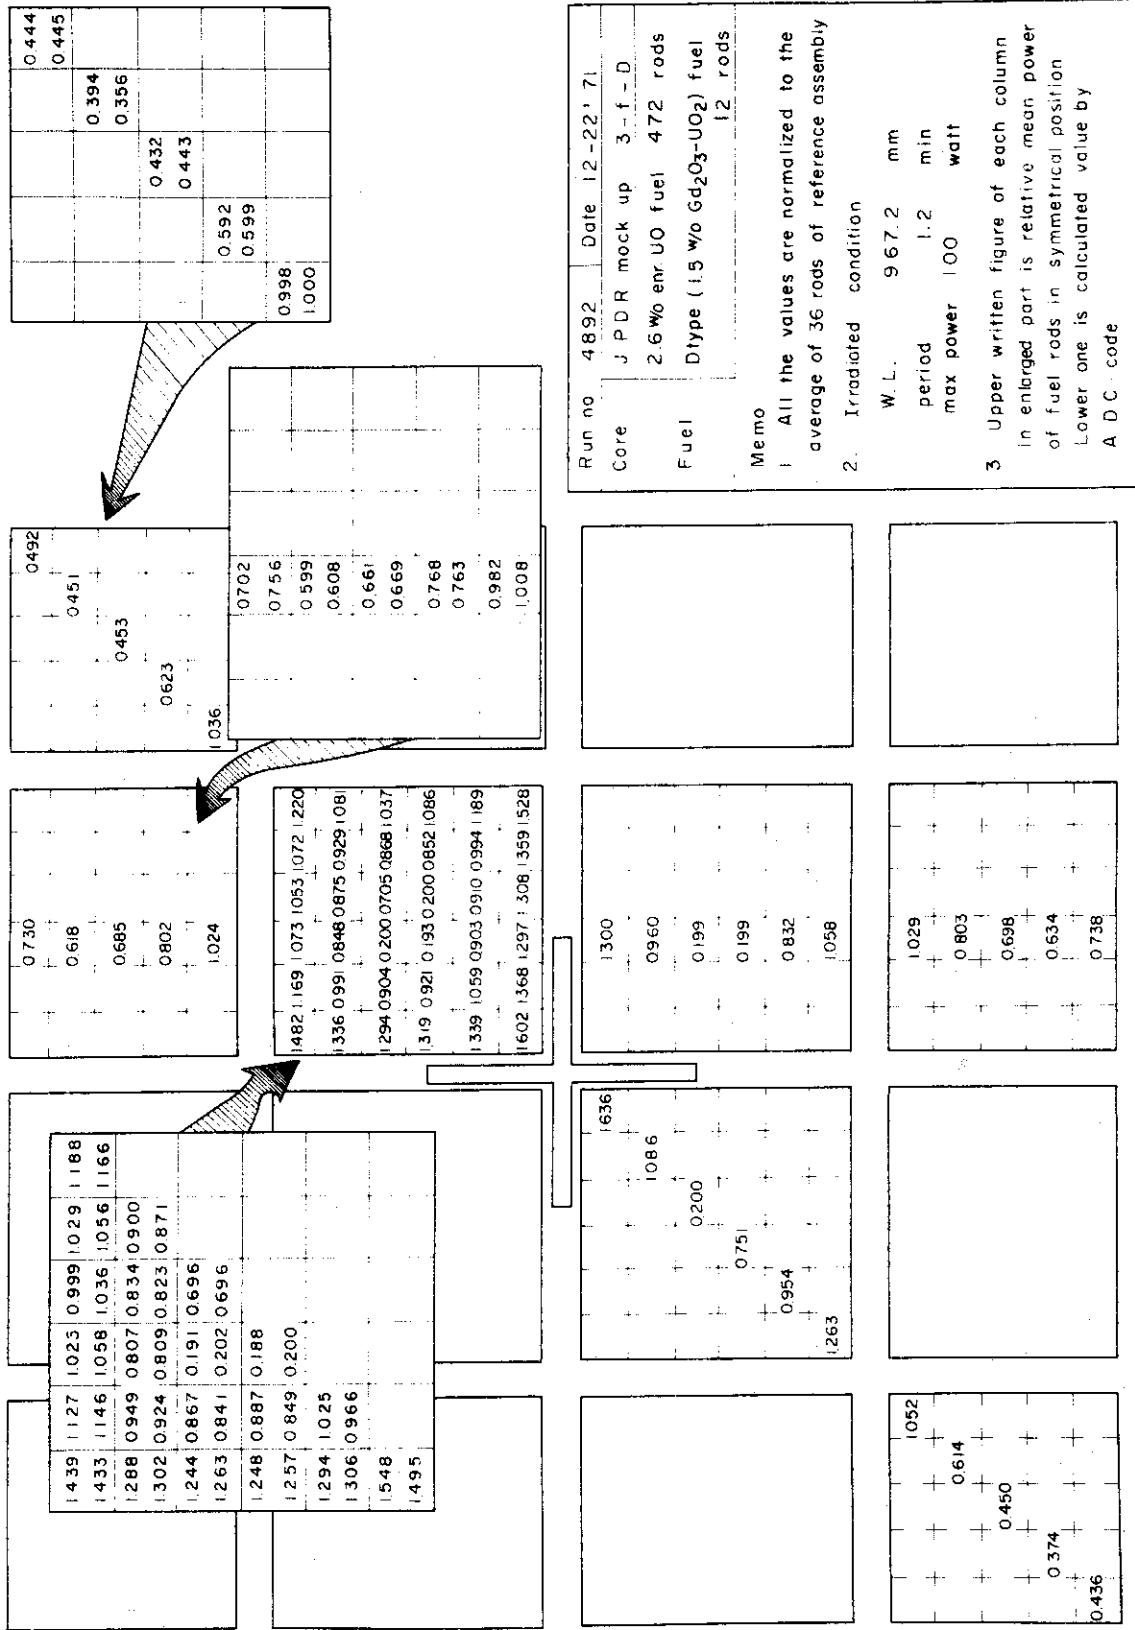 1.439 1.127 1.023 0.999 1.029 1.188
1.433 1.146 1.058 1.036 1.056 1.166
1.288 0.949 0.807 0.834 0.900
1.302 0.924 0.809 0.823 0.871
1.244 0.867 0.191 0.696
1.263 0.841 0.202 0.696
1.248 0.887 0.188
1.257 0.849 0.200
1.294 1.025
1.306 0.966
1.548
1.495
0.730
0.618
0.685
0.802
1.024
0.492
0.451
0.453
0.623
1.036
0.444
0.445
0.394
0.356
0.432
0.443
0.592
0.599
0.998
1.000
0.702
0.756
0.599
0.608
0.661
0.669
0.768
0.763
0.982
1.008
1.482 1.169 1.073 1.053 1.072 1.220
1.336 0.991 0.848 0.875 0.929 1.081
1.294 0.904 0.200 0.705 0.868 1.037
1.319 0.921 0.193 0.200 0.852 1.086
1.339 1.059 0.903 0.910 0.994 1.189
1.602 1.368 1.297 1.308 1.359 1.528
1.636
1.086
0.200
0.751
0.954
1.263
1.300
0.960
0.199
0.199
0.832
1.058
1.052
0.614
0.450
0.374
0.436
1.029
0.803
0.698
0.634
0.738
Run no 4892 Date 12-22' 71
Core J P D R mock up 3-f-D
Fuel 2.6 w/o enr. UO fuel 472 rods
D type (1.5 w/o Gd2O3-UO2) fuel
12 rods
Memo
1 All the values are normalized to the
average of 36 rods of reference assembly
2. Irradiated condition
W. L. 967.2 mm
period 1.2 min
max power 100 watt
3 Upper written figure of each column
in enlarged part is relative mean power
of fuel rods in symmetrical position
Lower one is calculated value by
A D C code